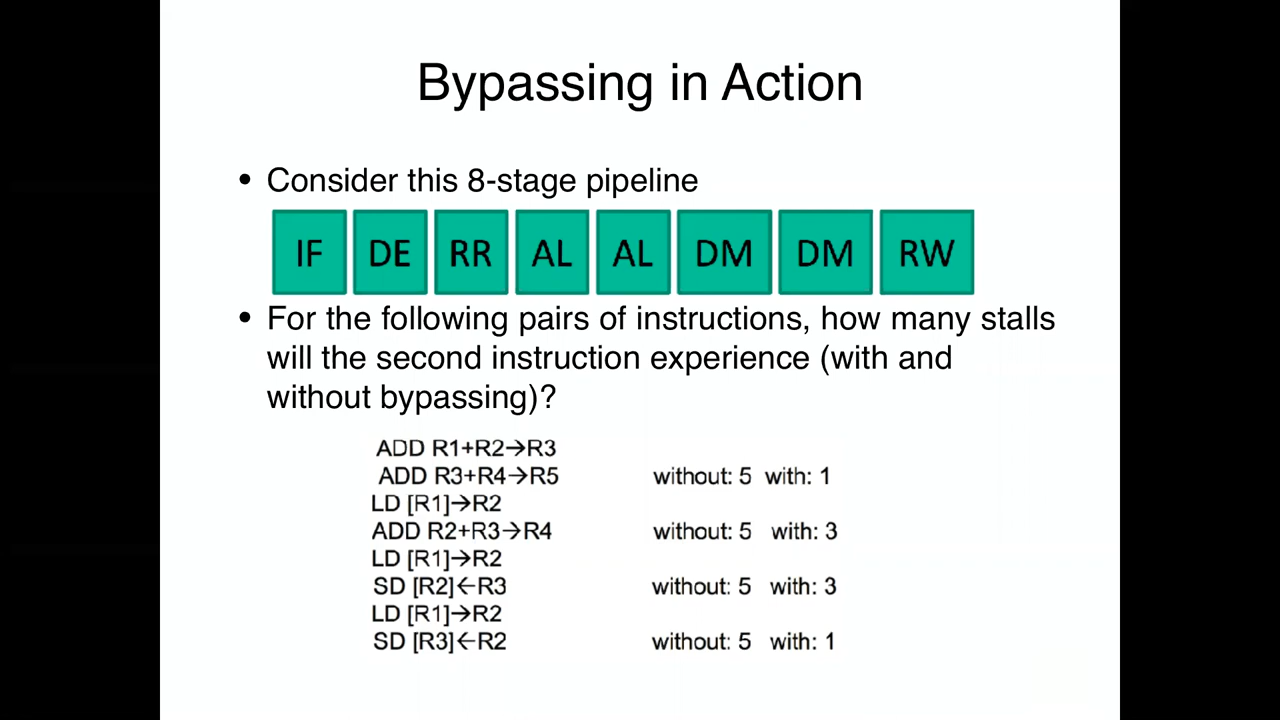 Bypassing in Action
• Consider this 8-stage pipeline
IF DE RR AL AL DM DM RW
• For the following pairs of instructions, how many stalls
will the second instruction experience (with and
without bypassing)?
ADD R1+R2→R3
ADD R3+R4→R5 without: 5 with: 1
LD [R1]→R2
ADD R2+R3→R4 without: 5 with: 3
LD [R1]→R2
SD [R2]←R3 without: 5 with: 3
LD [R1]→R2
SD [R3]←R2 without: 5 with: 1